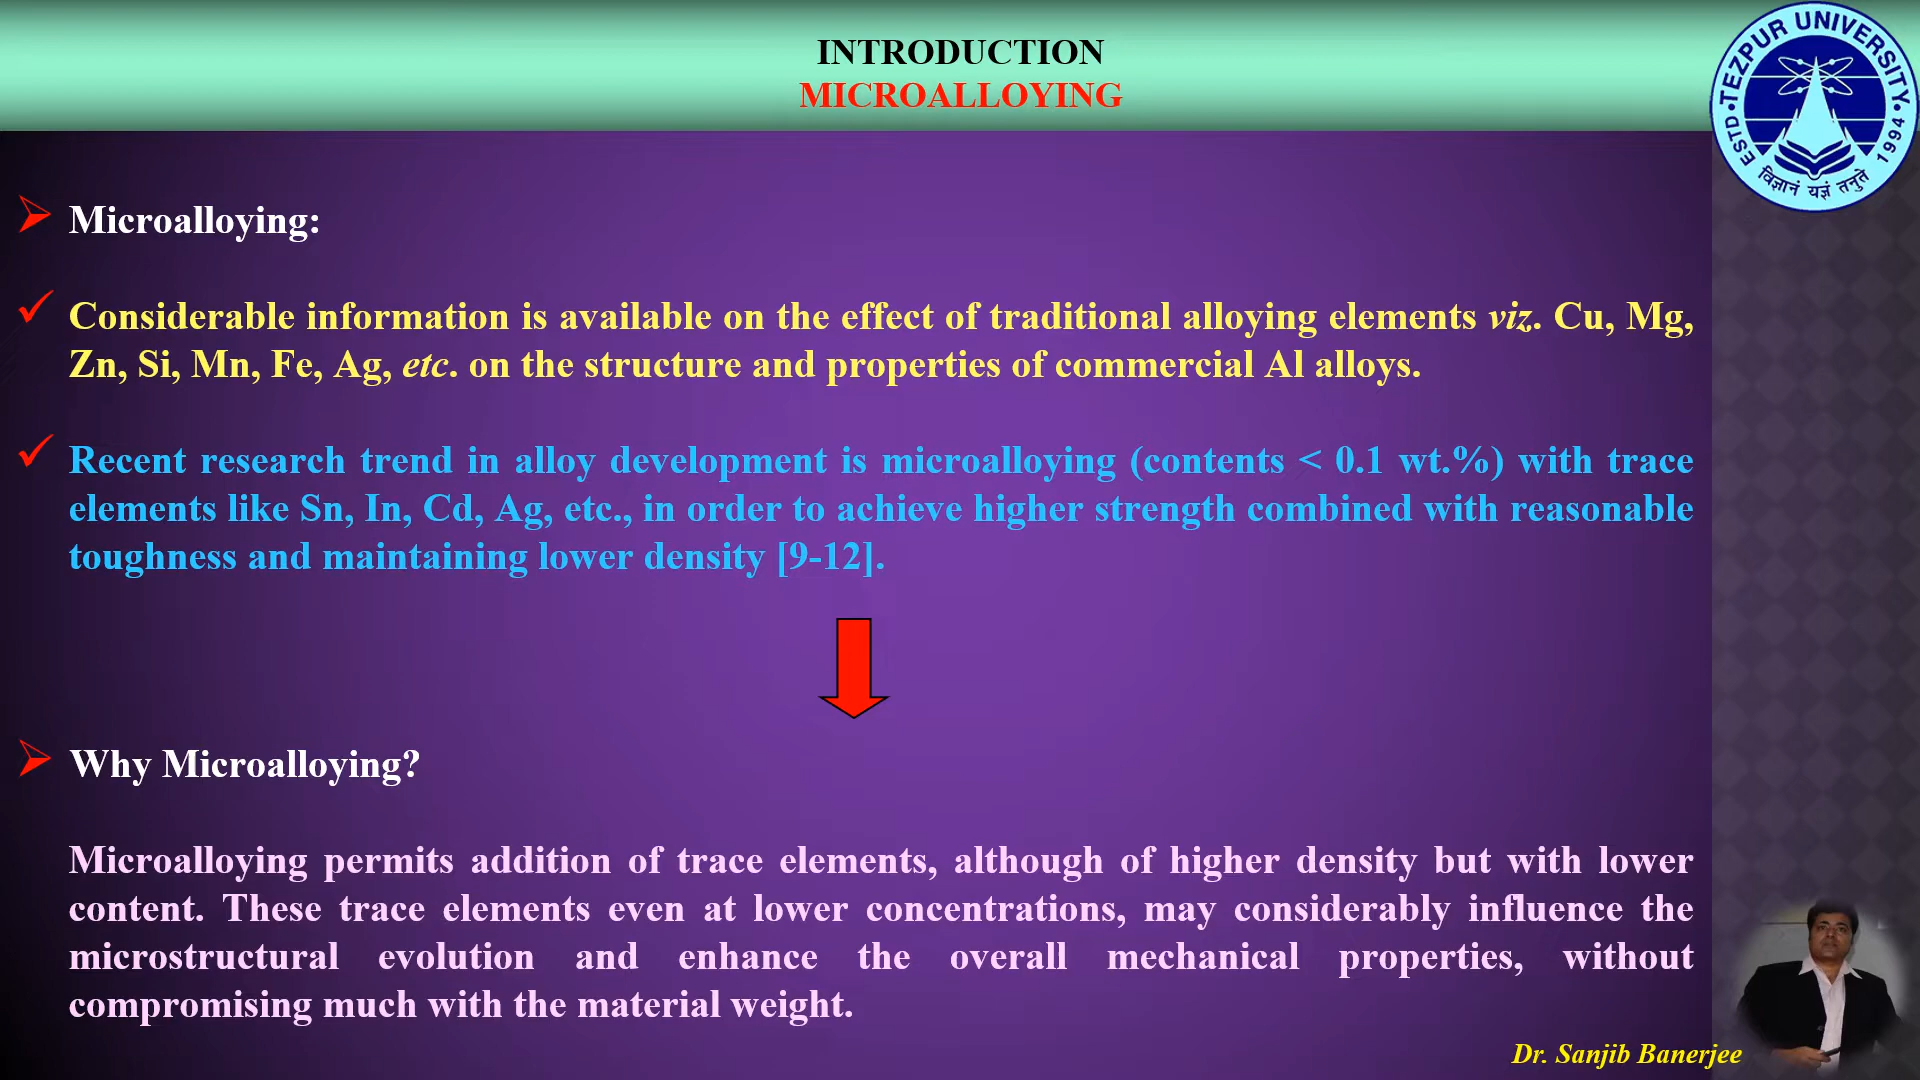 INTRODUCTION
MICROALLOYING
ESTD • TEZPUR UNIVERSITY • 1994
विज्ञानं यज्ञं तनुते
Microalloying:
Considerable information is available on the effect of traditional alloying elements viz. Cu, Mg,
Zn, Si, Mn, Fe, Ag, etc. on the structure and properties of commercial Al alloys.
Recent research trend in alloy development is microalloying (contents < 0.1 wt.%) with trace
elements like Sn, In, Cd, Ag, etc., in order to achieve higher strength combined with reasonable
toughness and maintaining lower density [9-12].
Why Microalloying?
Microalloying permits addition of trace elements, although of higher density but with lower
content. These trace elements even at lower concentrations, may considerably influence the
microstructural evolution and enhance the overall mechanical properties, without
compromising much with the material weight.
Dr. Sanjib Banerjee